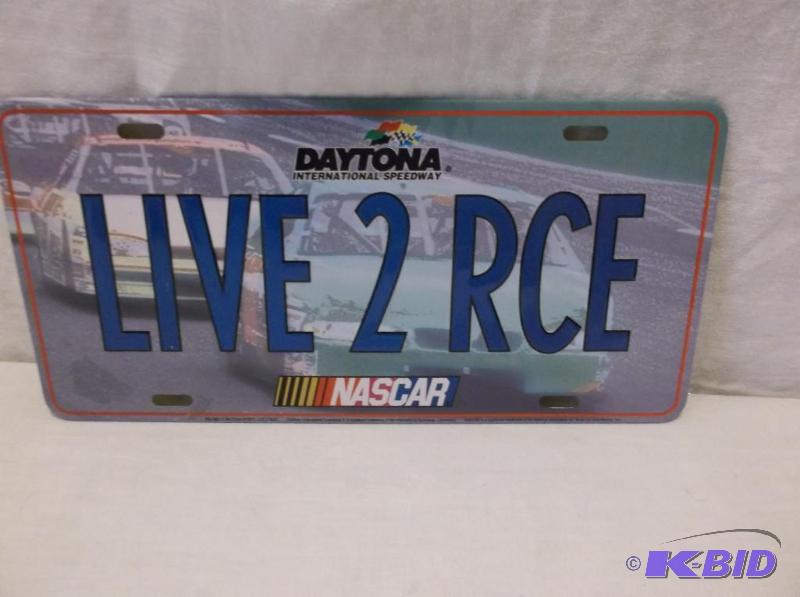 DAYTONA®
INTERNATIONAL SPEEDWAY
LIVE 2 RCE
NASCAR
© K-BID